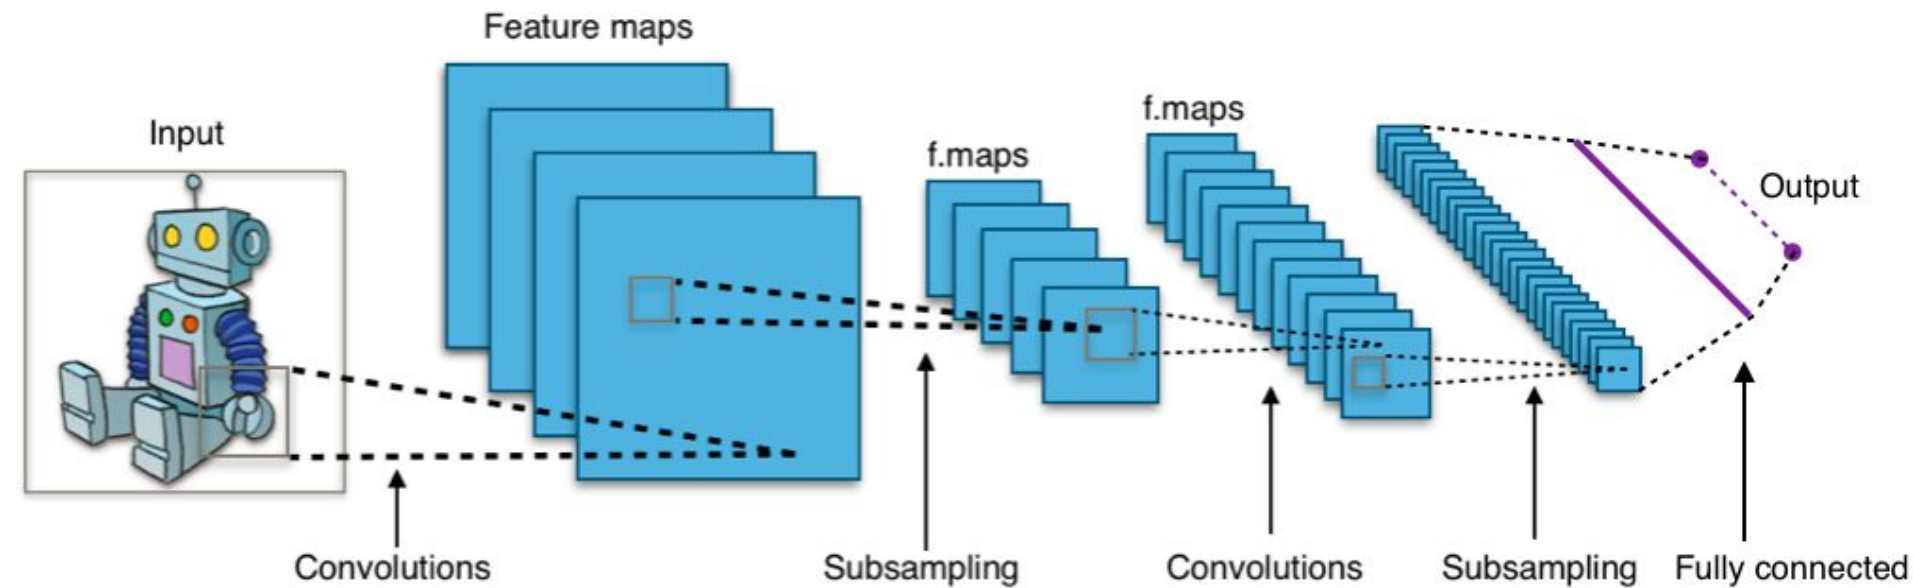 Feature maps
Input
f.maps
f.maps
Output
Convolutions
Subsampling
Convolutions
Subsampling
Fully connected